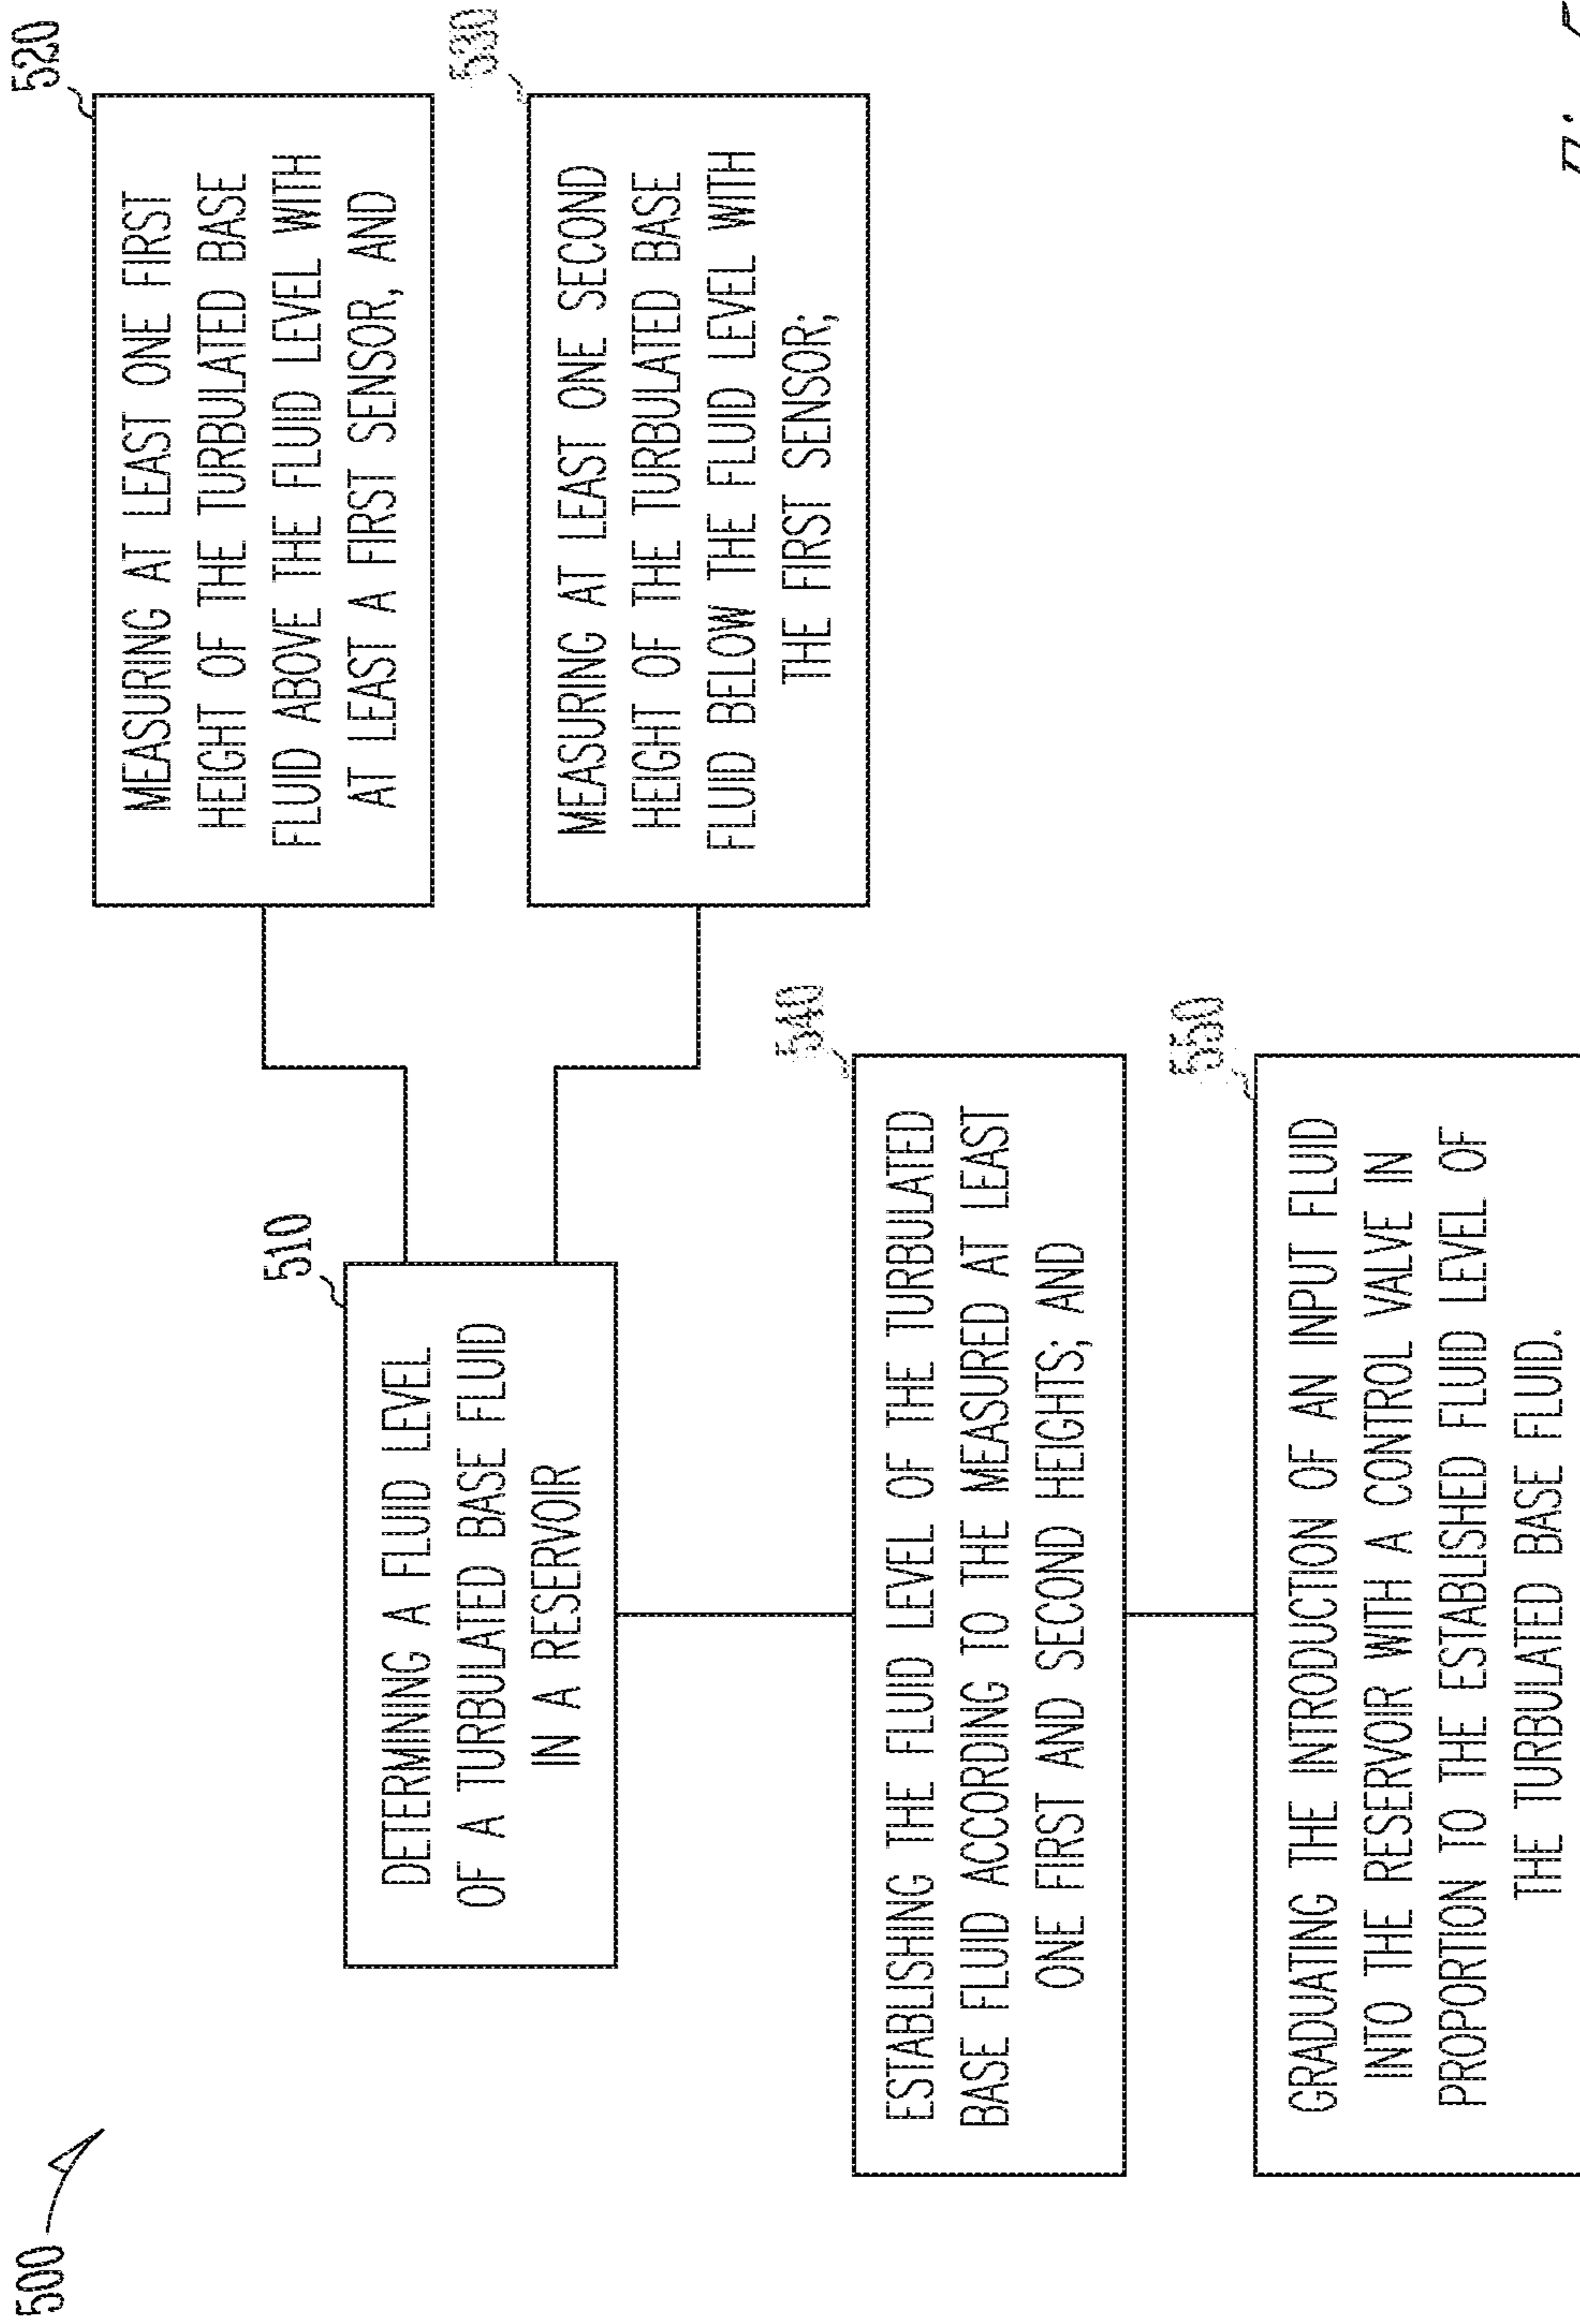 500
510
DETERMINING A FLUID LEVEL
OF A TURBULATED BASE FLUID
IN A RESERVOIR
520
MEASURING AT LEAST ONE FIRST
HEIGHT OF THE TURBULATED BASE
FLUID ABOVE THE FLUID LEVEL WITH
AT LEAST A FIRST SENSOR, AND
530
MEASURING AT LEAST ONE SECOND
HEIGHT OF THE TURBULATED BASE
FLUID BELOW THE FLUID LEVEL WITH
THE FIRST SENSOR;
540
ESTABLISHING THE FLUID LEVEL OF THE TURBULATED
BASE FLUID ACCORDING TO THE MEASURED AT LEAST
ONE FIRST AND SECOND HEIGHTS; AND
550
GRADUATING THE INTRODUCTION OF AN INPUT FLUID
INTO THE RESERVOIR WITH A CONTROL VALVE IN
PROPORTION TO THE ESTABLISHED FLUID LEVEL OF
THE TURBULATED BASE FLUID.